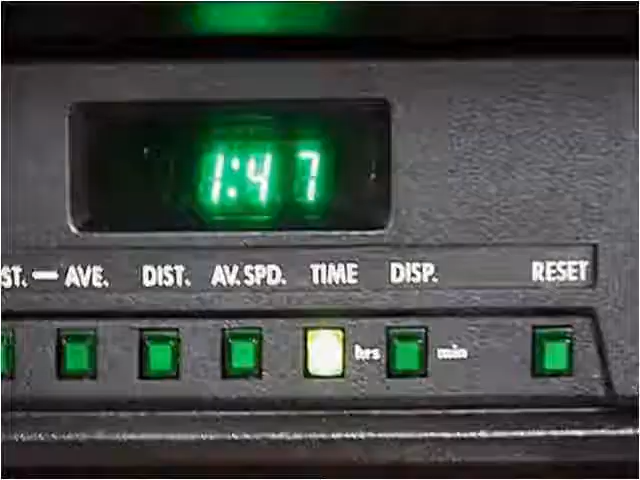 1:47
ST. — AVE. DIST. AV. SPD. TIME DISP. RESET
hrs min